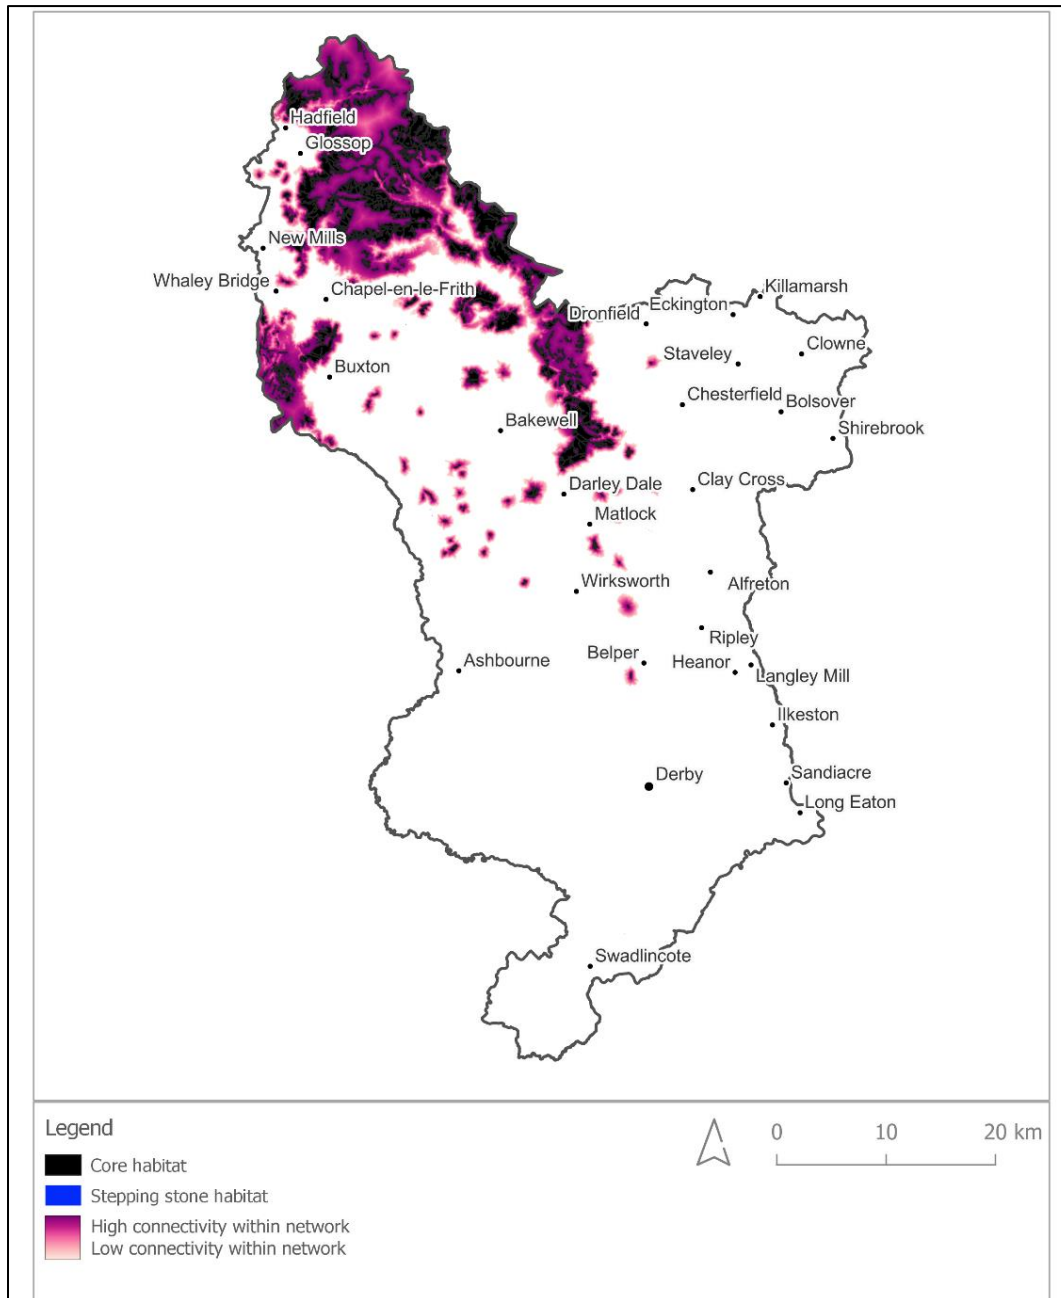 Hadfield
Glossop
New Mills
Whaley Bridge
Chapel-en-le-Frith
Killamarsh
Eckington
Dronfield
Clowne
Staveley
Buxton
Chesterfield
Bolsover
Bakewell
Shirebrook
Darley Dale
Clay Cross
Matlock
Wirksworth
Alfreton
Ripley
Belper
Ashbourne
Heanor
Langley Mill
Ilkeston
Derby
Sandiacre
Long Eaton
Swadlincote
Legend
Core habitat
Stepping stone habitat
High connectivity within network
Low connectivity within network
0 10 20 km